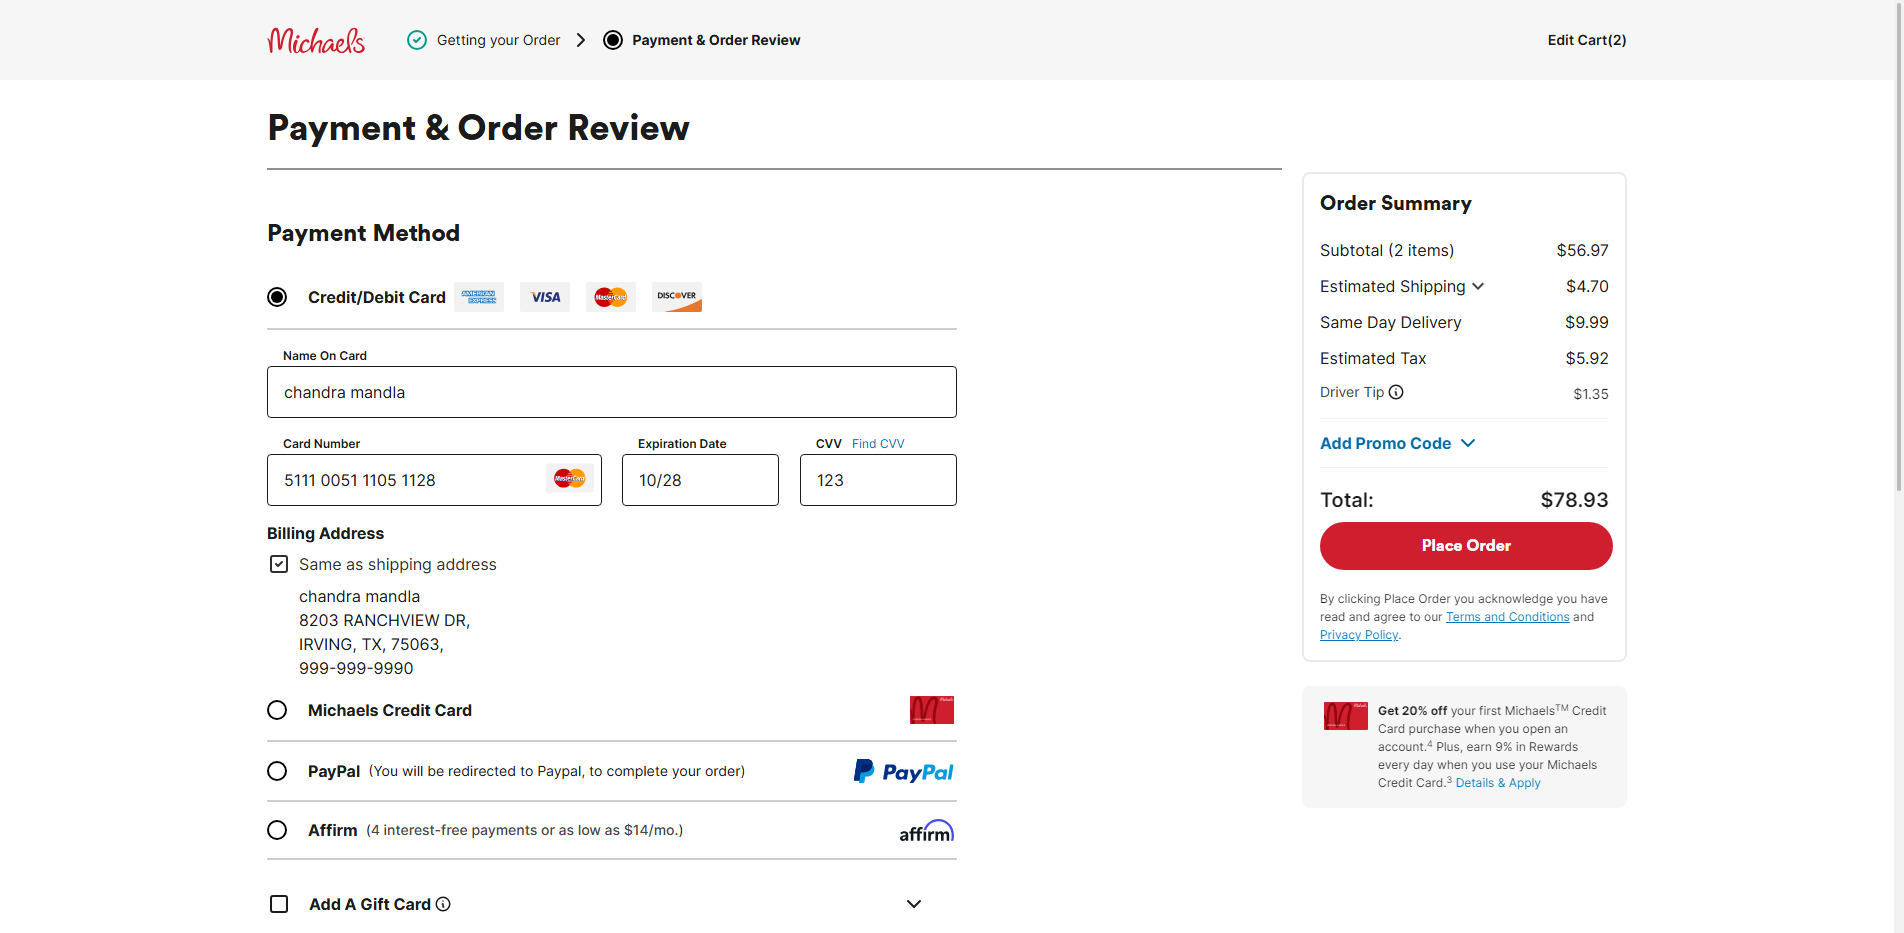 Michaels
Getting your Order
Payment & Order Review
Edit Cart(2)
Payment & Order Review
Payment Method
Credit/Debit Card
AMERICAN EXPRESS
VISA
MasterCard
DISCOVER
Name On Card
chandra mandla
Card Number
Expiration Date
CVV Find CVV
5111 0051 1105 1128
MasterCard
10/28
123
Billing Address
Same as shipping address
chandra mandla
8203 RANCHVIEW DR,
IRVING, TX, 75063,
999-999-9990
Michaels Credit Card
PayPal (You will be redirected to Paypal, to complete your order)
PayPal
Affirm (4 interest-free payments or as low as $14/mo.)
affirm
Add A Gift Card
Order Summary
Subtotal (2 items) $56.97
Estimated Shipping $4.70
Same Day Delivery $9.99
Estimated Tax $5.92
Driver Tip $1.35
Add Promo Code
Total: $78.93
Place Order
By clicking Place Order you acknowledge you have
read and agree to our Terms and Conditions and
Privacy Policy.
Get 20% off your first Michaels™ Credit
Card purchase when you open an
account.⁴ Plus, earn 9% in Rewards
every day when you use your Michaels
Credit Card.³ Details & Apply